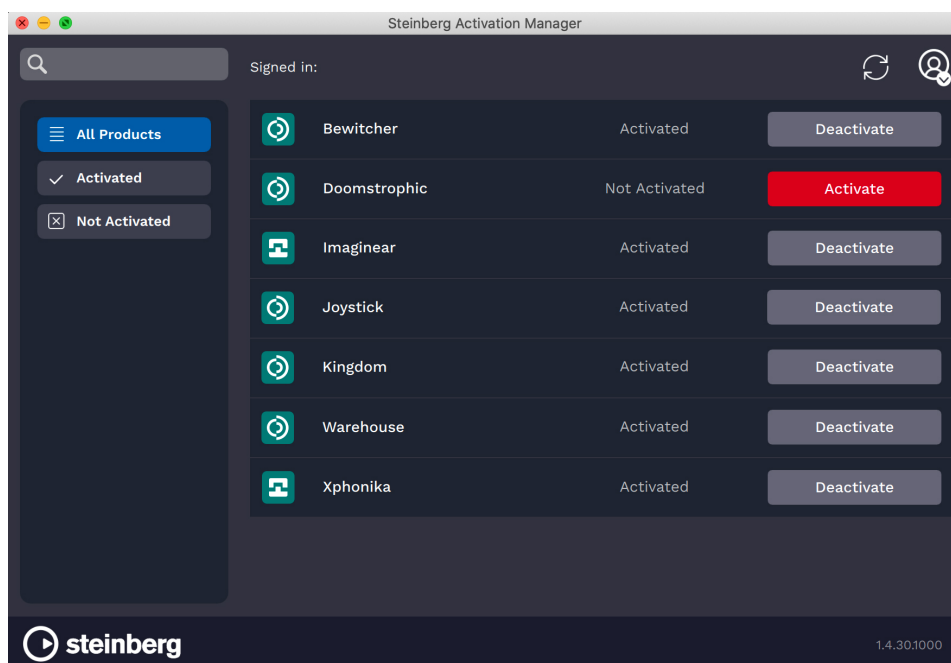 Steinberg Activation Manager
Signed in:
All Products
Activated
Not Activated
Bewitcher Activated Deactivate
Doomstrophic Not Activated Activate
Imaginear Activated Deactivate
Joystick Activated Deactivate
Kingdom Activated Deactivate
Warehouse Activated Deactivate
Xphonika Activated Deactivate
steinberg
1.4.30.1000